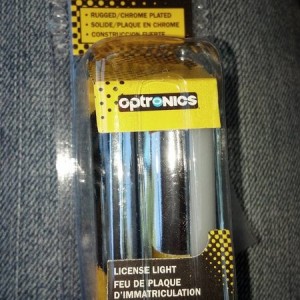 • RUGGED/CHROME PLATED
• SOLIDE/PLAQUE EN CHROME
• CONSTRUCCION FUERTE
optronics
LICENSE LIGHT
FEU DE PLAQUE
D'IMMATRICULATION